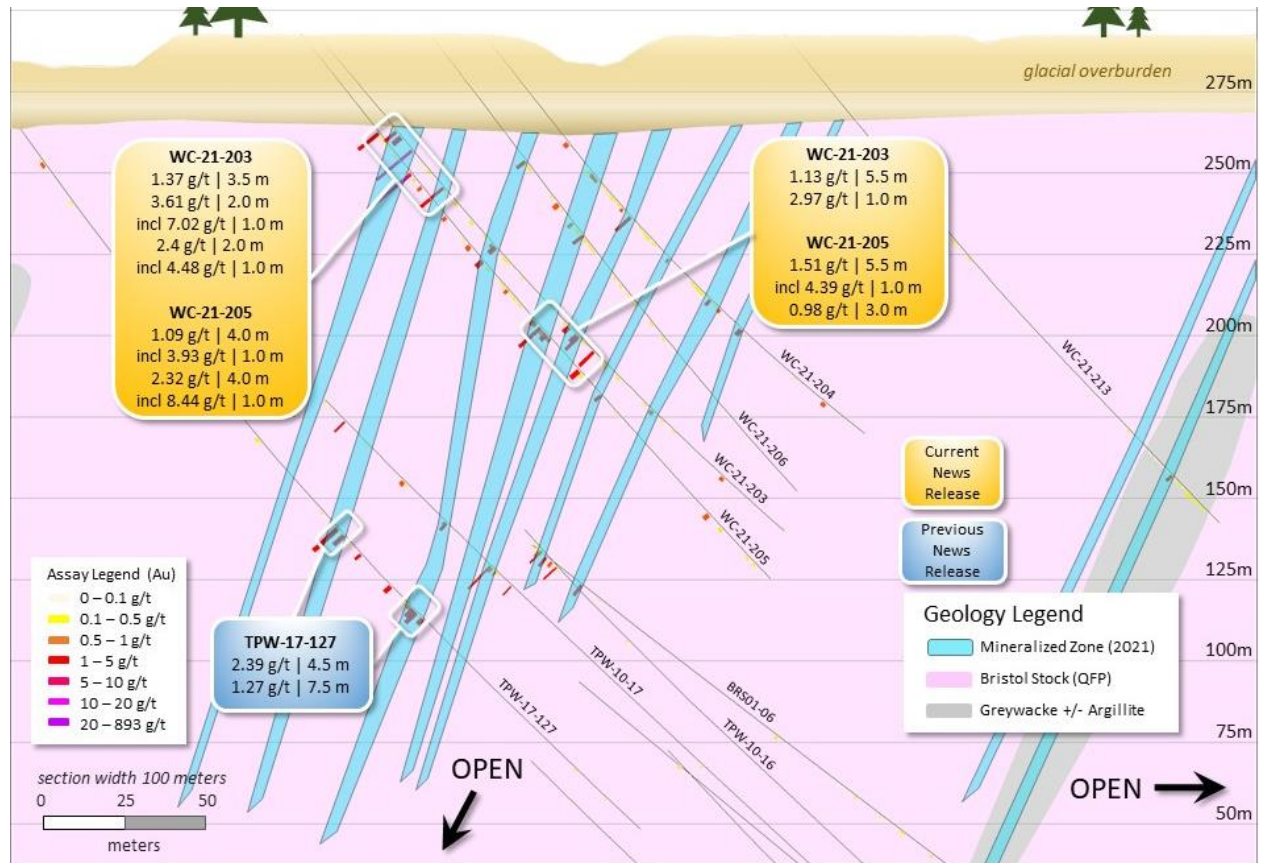 glacial overburden
275m
250m
225m
200m
175m
150m
125m
100m
75m
50m
WC-21-203
1.37 g/t | 3.5 m
3.61 g/t | 2.0 m
incl 7.02 g/t | 1.0 m
2.4 g/t | 2.0 m
incl 4.48 g/t | 1.0 m
WC-21-205
1.09 g/t | 4.0 m
incl 3.93 g/t | 1.0 m
2.32 g/t | 4.0 m
incl 8.44 g/t | 1.0 m
WC-21-203
1.13 g/t | 5.5 m
2.97 g/t | 1.0 m
WC-21-205
1.51 g/t | 5.5 m
incl 4.39 g/t | 1.0 m
0.98 g/t | 3.0 m
WC-21-204
WC-21-213
WC-21-206
WC-21-203
WC-21-205
Current
News
Release
Previous
News
Release
Assay Legend (Au)
0 – 0.1 g/t
0.1 – 0.5 g/t
0.5 – 1 g/t
1 – 5 g/t
5 – 10 g/t
10 – 20 g/t
20 – 893 g/t
TPW-17-127
2.39 g/t | 4.5 m
1.27 g/t | 7.5 m
Geology Legend
Mineralized Zone (2021)
Bristol Stock (QFP)
Greywacke +/- Argillite
TPW-17-127
TPW-10-17
BRS01-06
TPW-10-16
section width 100 meters
0 25 50
meters
OPEN
OPEN